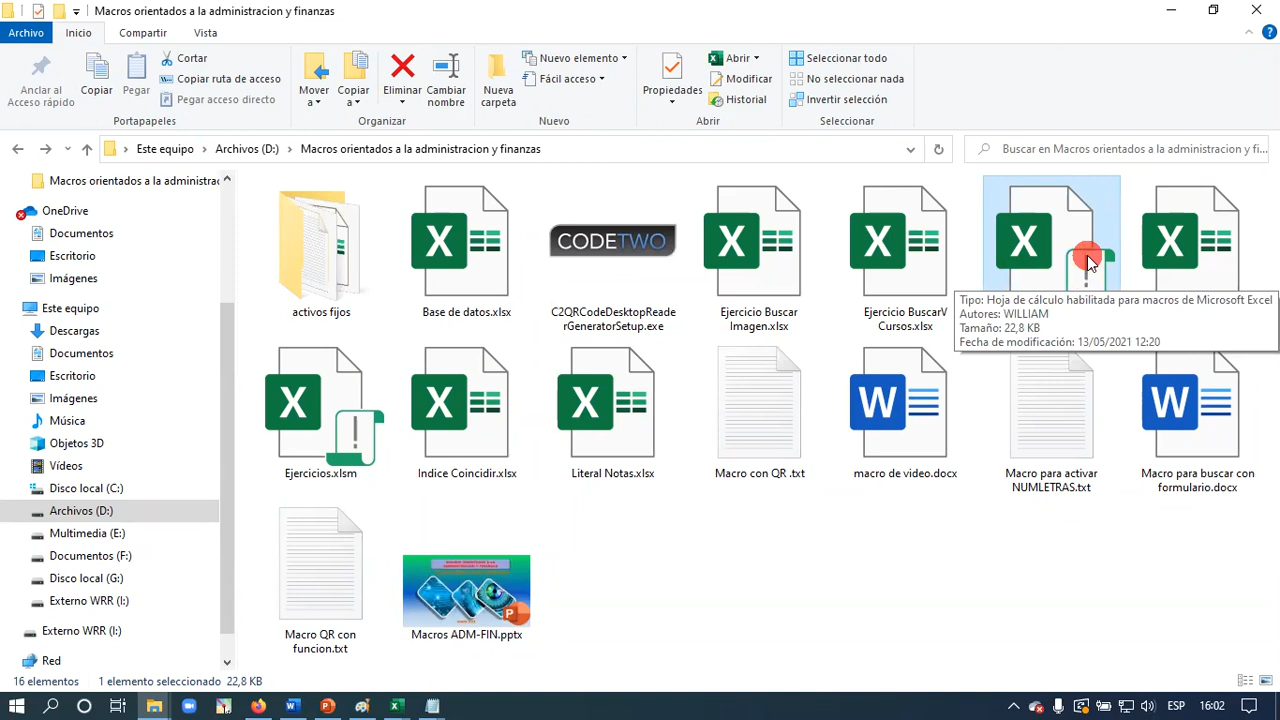 Macros orientados a la administracion y finanzas
Archivo
Inicio
Compartir
Vista
Anclar al
Acceso rápido
Copiar
Pegar
Cortar
Copiar ruta de acceso
Pegar acceso directo
Portapapeles
Mover
a
Copiar
a
Eliminar
Cambiar
nombre
Organizar
Nueva
carpeta
Nuevo elemento
Fácil acceso
Nuevo
Propiedades
Abrir
Modificar
Historial
Abrir
Seleccionar todo
No seleccionar nada
Invertir selección
Seleccionar
Este equipo
Archivos (D:)
Macros orientados a la administracion y finanzas
Buscar en Macros orientados a la administracion y fi...
Macros orientados a la administrac
OneDrive
Documentos
Escritorio
Imágenes
Este equipo
Descargas
Documentos
Escritorio
Imágenes
Música
Objetos 3D
Vídeos
Disco local (C:)
Archivos (D:)
Multimedia (E:)
Documentos (F:)
Disco local (G:)
Externo WRR (I:)
Externo WRR (I:)
Red
activos fijos
Base de datos.xlsx
CODETWO
C2QRCodeDesktopReade
rGeneratorSetup.exe
Ejercicio Buscar
Imagen.xlsx
Ejercicio BuscarV
Cursos.xlsx
Tipo: Hoja de cálculo habilitada para macros de Microsoft Excel
Autores: WILLIAM
Tamaño: 22,8 KB
Fecha de modificación: 13/05/2021 12:20
Ejercicios.xlsm
Indice Coincidir.xlsx
Literal Notas.xlsx
Macro con QR .txt
macro de video.docx
Macro para activar
NUMLETRAS.txt
Macro para buscar con
formulario.docx
Macro QR con
funcion.txt
Macros ADM-FIN.pptx
16 elementos
1 elemento seleccionado 22,8 KB
ESP
16:02